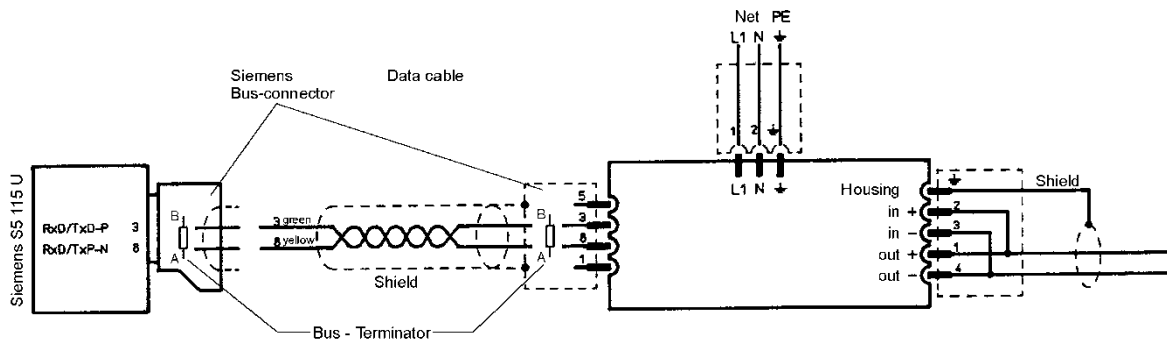 Net PE
L1 N
Siemens
Bus-connector
Data cable
1 2
L1 N
Siemens S5 115 U
RxD/TxD-P 3
RxD/TxP-N 8
B
A
3 green
8 yellow
Shield
B
A
5
3
8
1
Housing
in + 2
in - 3
out + 1
out - 4
Shield
Bus - Terminator